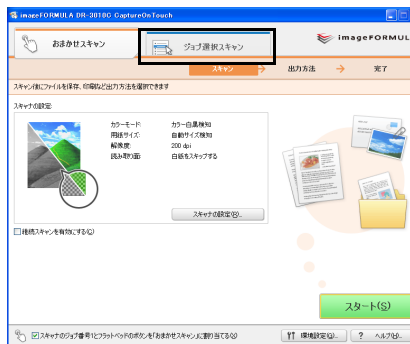 imageFORMULA DR-3010C CaptureOnTouch
おまかせスキャン
ジョブ選択スキャン
imageFORMUL
スキャン
出力方法
完了
スキャン後にファイルを保存、印刷など出力方法を選択できます
スキャナの設定:
カラーモード: カラー白黒検知
用紙サイズ: 自動サイズ検知
解像度: 200 dpi
読み取り面: 白紙をスキップする
スキャナの設定(R)...
継続スキャンを有効にする(C)
スタート(S)
スキャナのジョブ番号1とフラットベッドのボタンを「おまかせスキャン」に割り当てる(X)
環境設定(Q)...
? ヘルプ(H)...